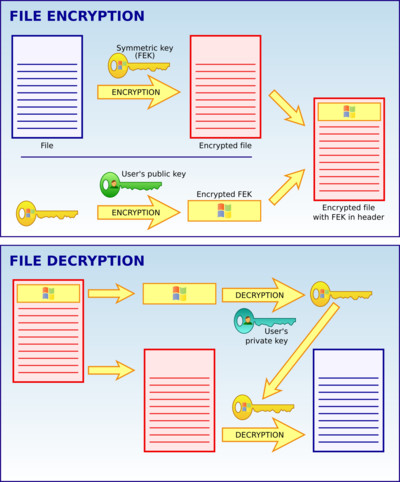 FILE ENCRYPTION
Symmetric key
(FEK)
ENCRYPTION
File
Encrypted file
User's public key
Encrypted FEK
ENCRYPTION
Encrypted file
with FEK in header
FILE DECRYPTION
DECRYPTION
User's
private key
DECRYPTION